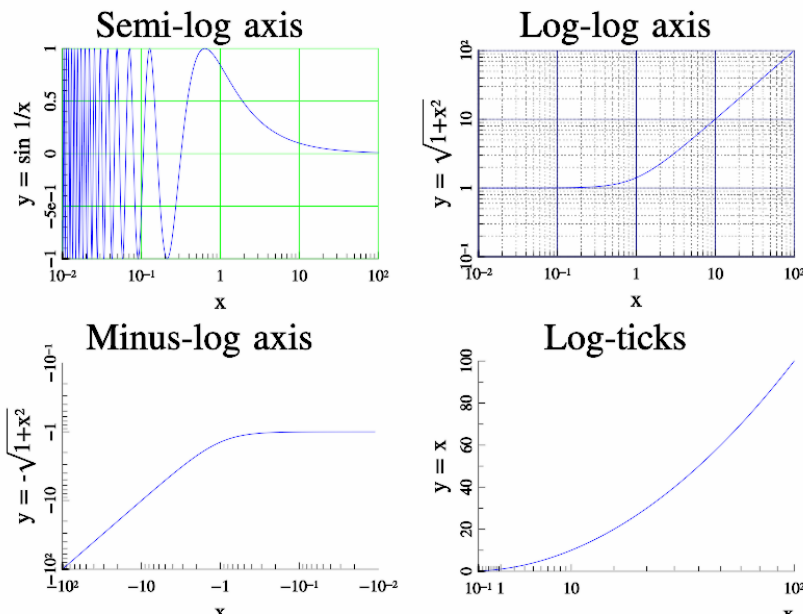 Semi-log axis
y = sin 1/x
1
0.5
0
−5e−1
−1
10⁻²
10⁻¹
1
10
10²
x
Log-log axis
y = √1+x²
10²
10
1
10⁻¹
10⁻²
10⁻¹
1
10
10²
x
Minus-log axis
y = -√1+x²
−10⁻¹
−1
−10
−10²
−10²
−10
−1
−10⁻¹
−10⁻²
x
Log-ticks
y = x
100
80
60
40
20
0
10⁻¹
1
10
10²
x